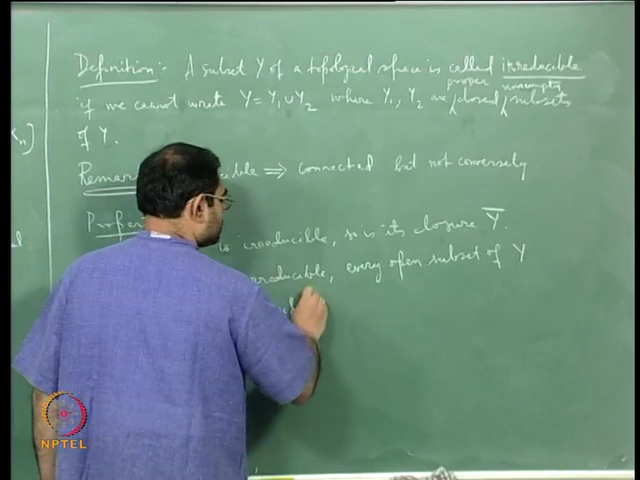 Definition:- A subset Y of a topological space is called irreducible
if we cannot write Y = Y₁ ∪ Y₂ where Y₁, Y₂ are proper closed nonempty subsets
of Y.
Remar cible ⇒ connected but not conversely.
Proper
is irreducible, so is its closure Y̅.
rreducible, every open subset of Y
NPTEL